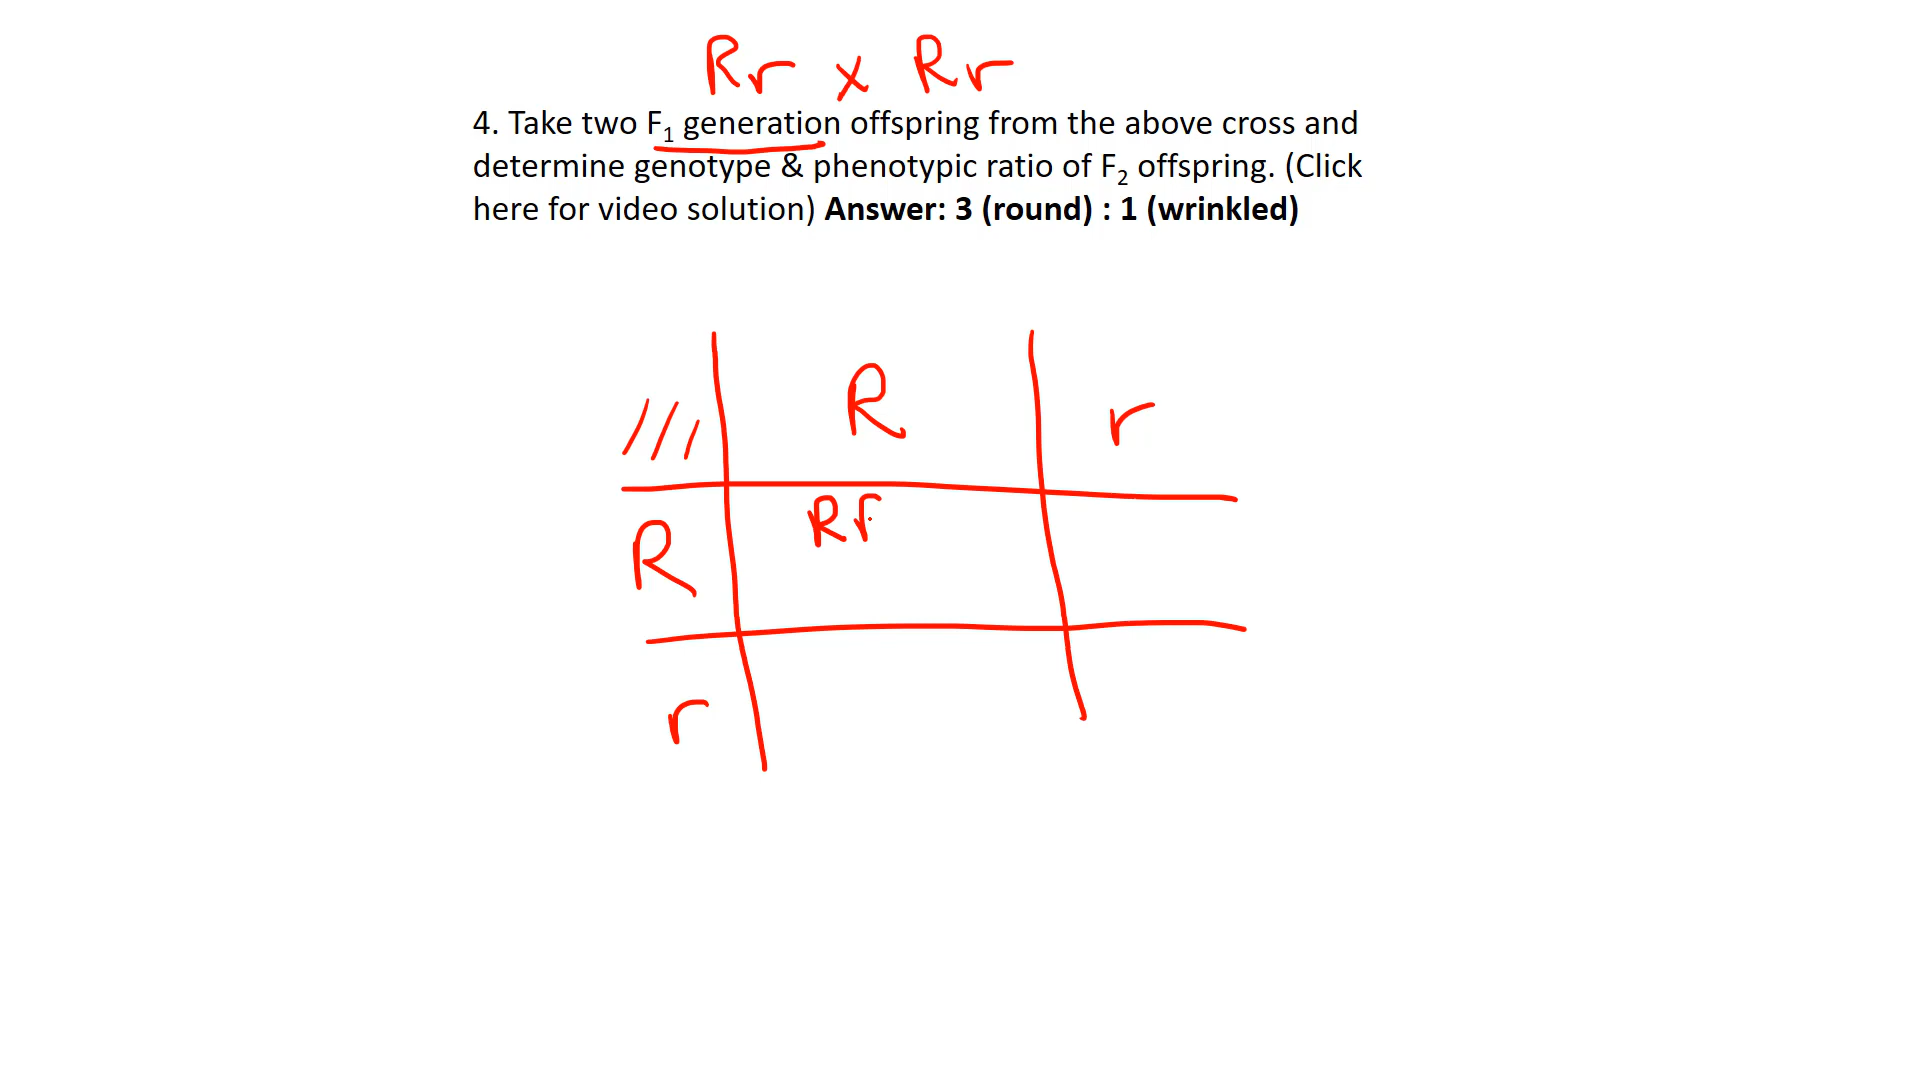 Rr x Rr
4. Take two F₁ generation offspring from the above cross and
determine genotype & phenotypic ratio of F₂ offspring. (Click
here for video solution) Answer: 3 (round) : 1 (wrinkled)
R r
R Rr
r